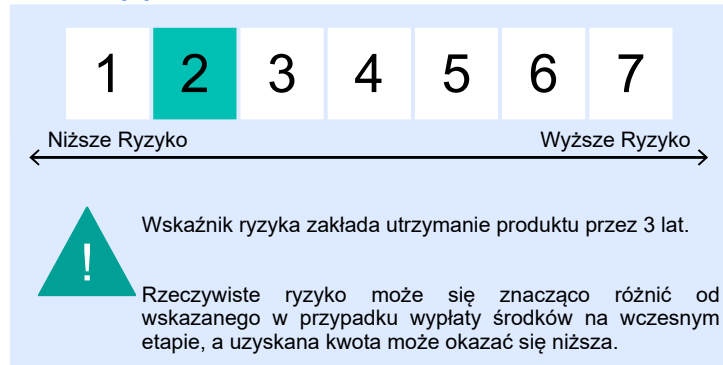 1 2 3 4 5 6 7
Niższe Ryzyko Wyższe Ryzyko
Wskaźnik ryzyka zakłada utrzymanie produktu przez 3 lat.
!
Rzeczywiste ryzyko może się znacząco różnić od
wskazanego w przypadku wypłaty środków na wczesnym
etapie, a uzyskana kwota może okazać się niższa.